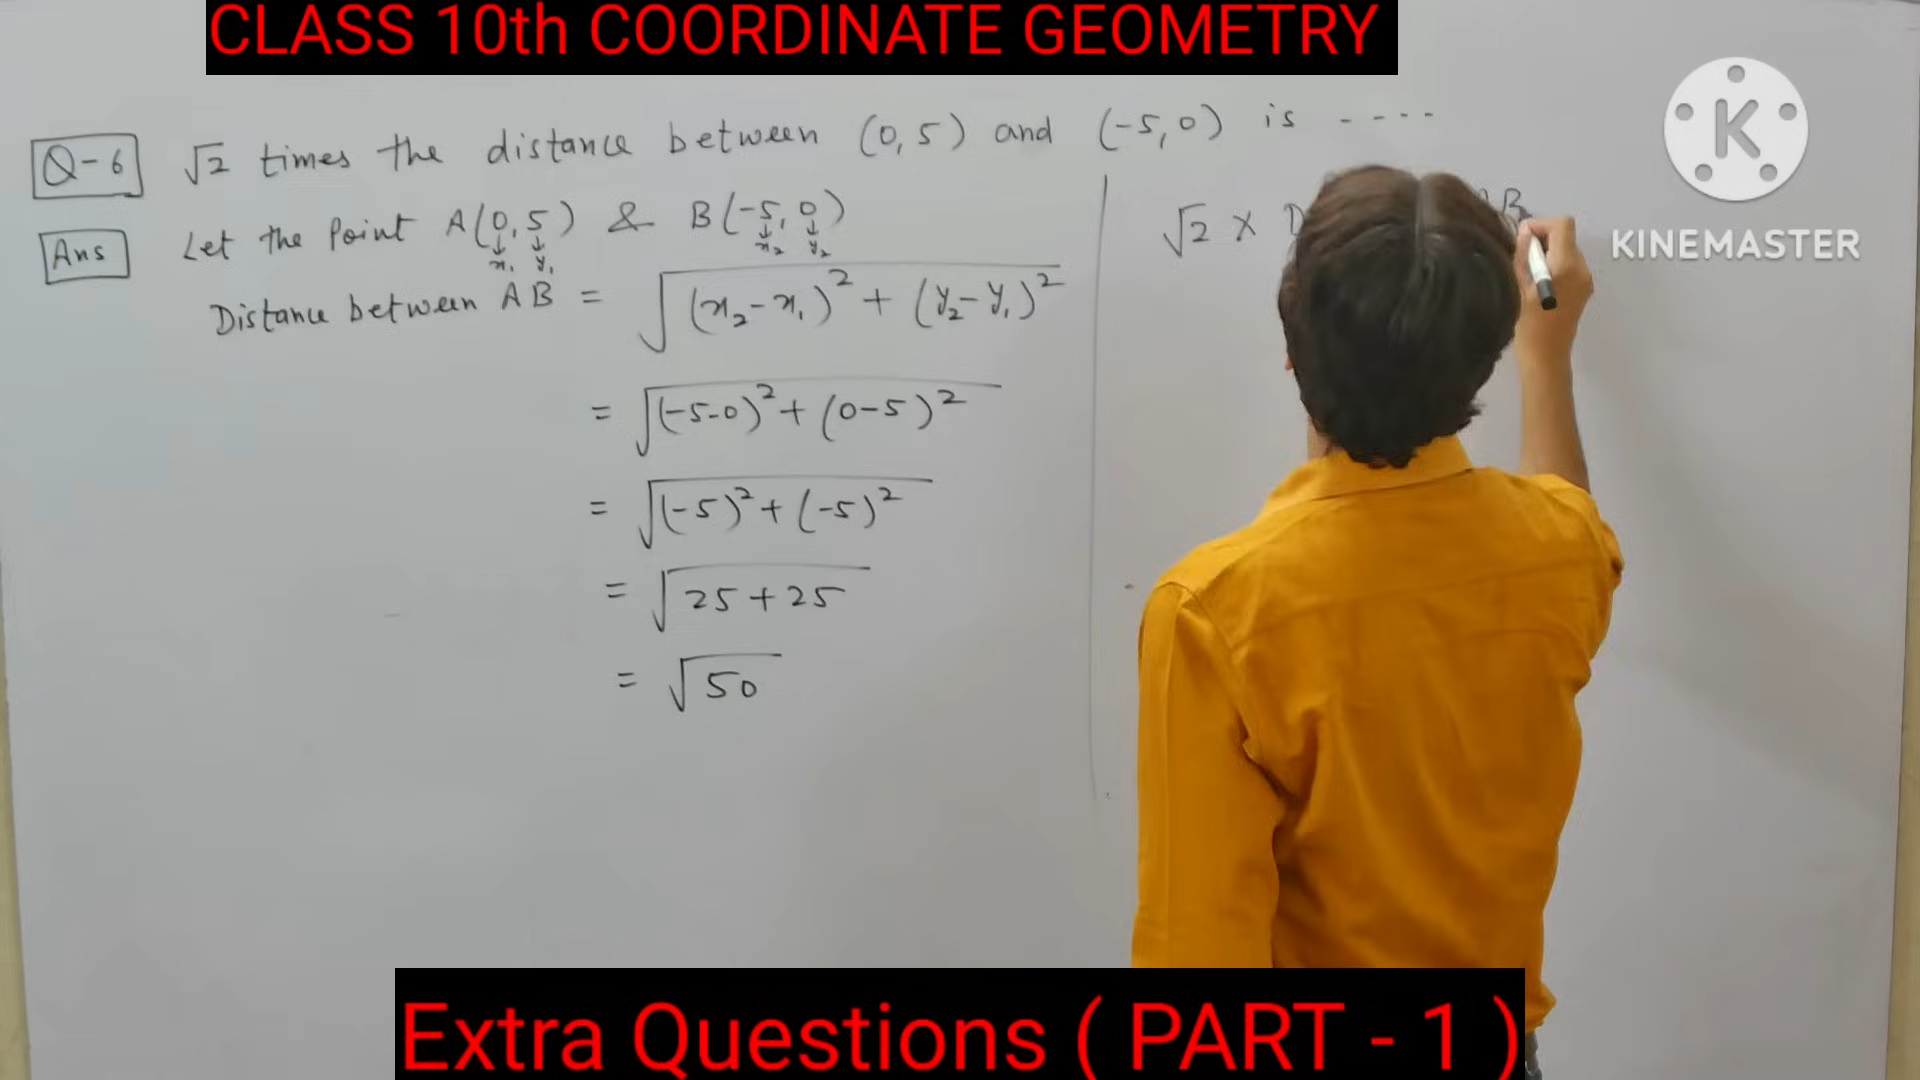 CLASS 10th COORDINATE GEOMETRY
KINEMASTER
Q-6 √2 times the distance between (0,5) and (-5,0) is ----
Ans Let the Point A(0,5) & B(-5,0)
x₁ y₁ x₂ y₂
Distance between AB = √(x₂-x₁)² + (y₂-y₁)²
= √(-5-0)² + (0-5)²
= √(-5)² + (-5)²
= √25+25
= √50
√2 × D
B
Extra Questions ( PART - 1 )